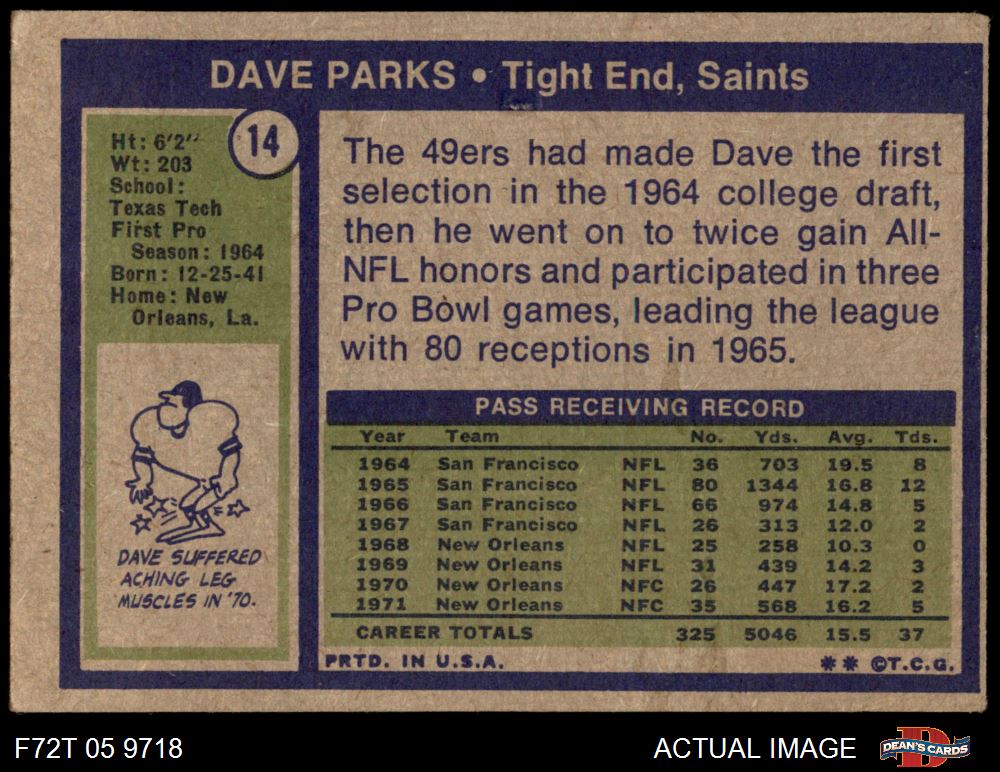 DAVE PARKS • Tight End, Saints
14
Ht: 6'2"
Wt: 203
School:
Texas Tech
First Pro
Season: 1964
Born: 12-25-41
Home: New
Orleans, La.
DAVE SUFFERED
ACHING LEG
MUSCLES IN '70.
The 49ers had made Dave the first
selection in the 1964 college draft,
then he went on to twice gain All-
NFL honors and participated in three
Pro Bowl games, leading the league
with 80 receptions in 1965.
PASS RECEIVING RECORD
Year Team No. Yds. Avg. Tds.
1964 San Francisco NFL 36 703 19.5 8
1965 San Francisco NFL 80 1344 16.8 12
1966 San Francisco NFL 66 974 14.8 5
1967 San Francisco NFL 26 313 12.0 2
1968 New Orleans NFL 25 258 10.3 0
1969 New Orleans NFL 31 439 14.2 3
1970 New Orleans NFC 26 447 17.2 2
1971 New Orleans NFC 35 568 16.2 5
CAREER TOTALS 325 5046 15.5 37
PRTD. IN U.S.A. ** ©T.C.G.
F72T 05 9718 ACTUAL IMAGE DEAN'S CARDS